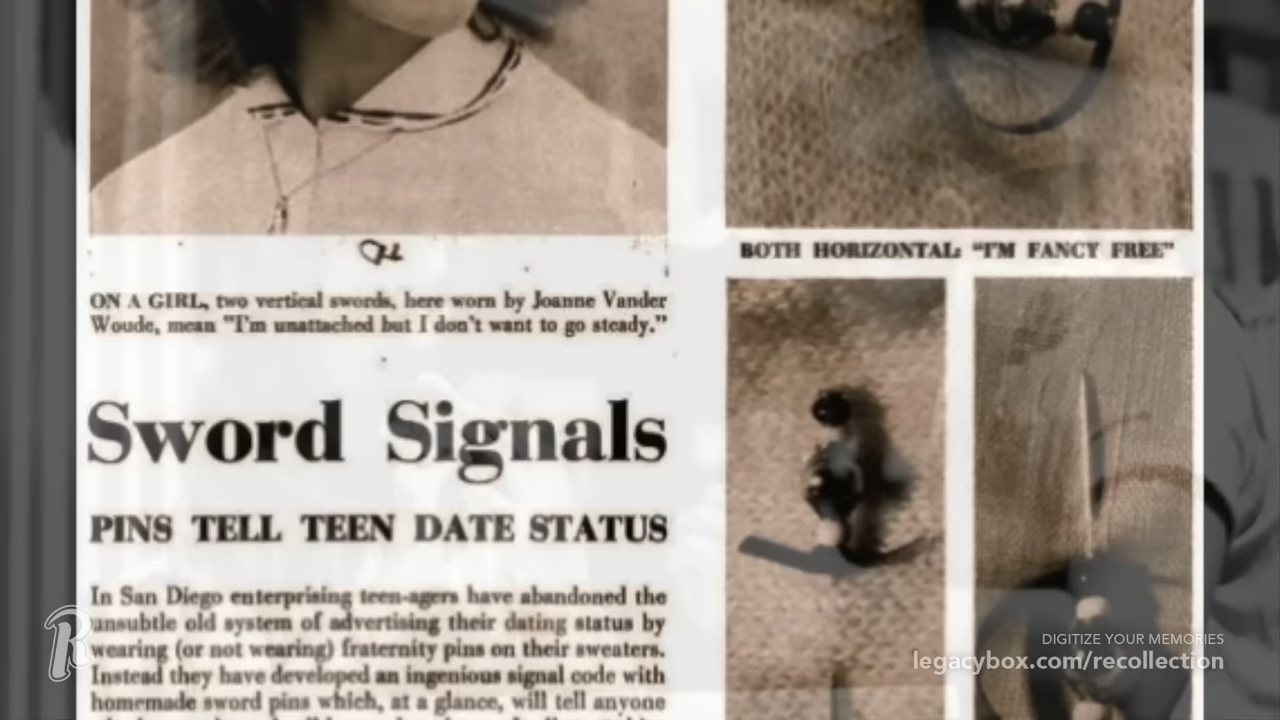 ON A GIRL, two vertical swords, here worn by Joanne Vander
Woude, mean "I'm unattached but I don't want to go steady."
Sword Signals
PINS TELL TEEN DATE STATUS
In San Diego enterprising teen-agers have abandoned the
unsubtle old system of advertising their dating status by
wearing (or not wearing) fraternity pins on their sweaters.
Instead they have developed an ingenious signal code with
homemade sword pins which, at a glance, will tell anyone
BOTH HORIZONTAL: "I'M FANCY FREE"
R
DIGITIZE YOUR MEMORIES
legacybox.com/recollection